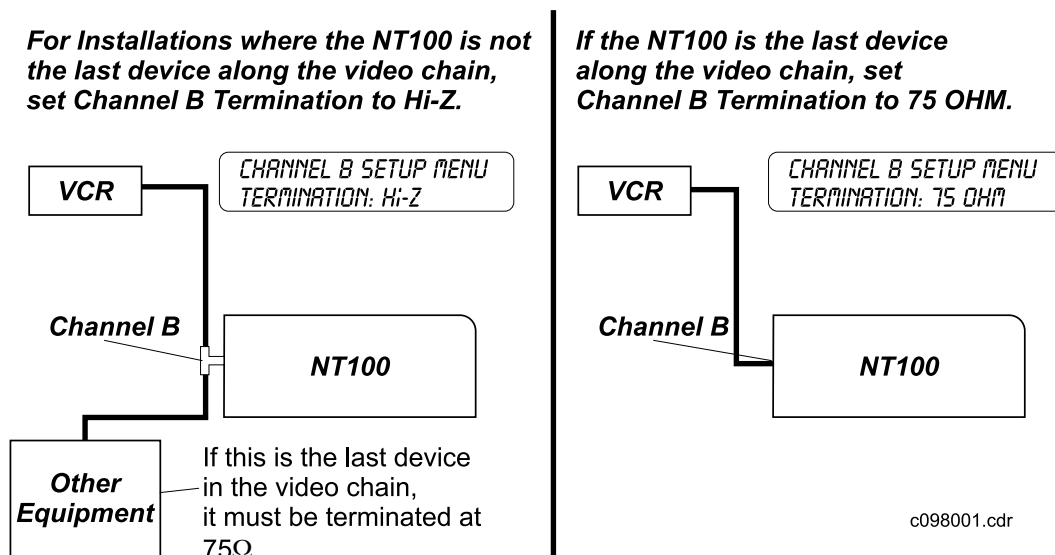 For Installations where the NT100 is not
the last device along the video chain,
set Channel B Termination to Hi-Z.
VCR
CHANNEL B SETUP MENU
TERMINATION: Hi-Z
Channel B
NT100
Other
Equipment
If this is the last device
in the video chain,
it must be terminated at
75Ω
If the NT100 is the last device
along the video chain, set
Channel B Termination to 75 OHM.
VCR
CHANNEL B SETUP MENU
TERMINATION: 75 OHM
Channel B
NT100
c098001.cdr